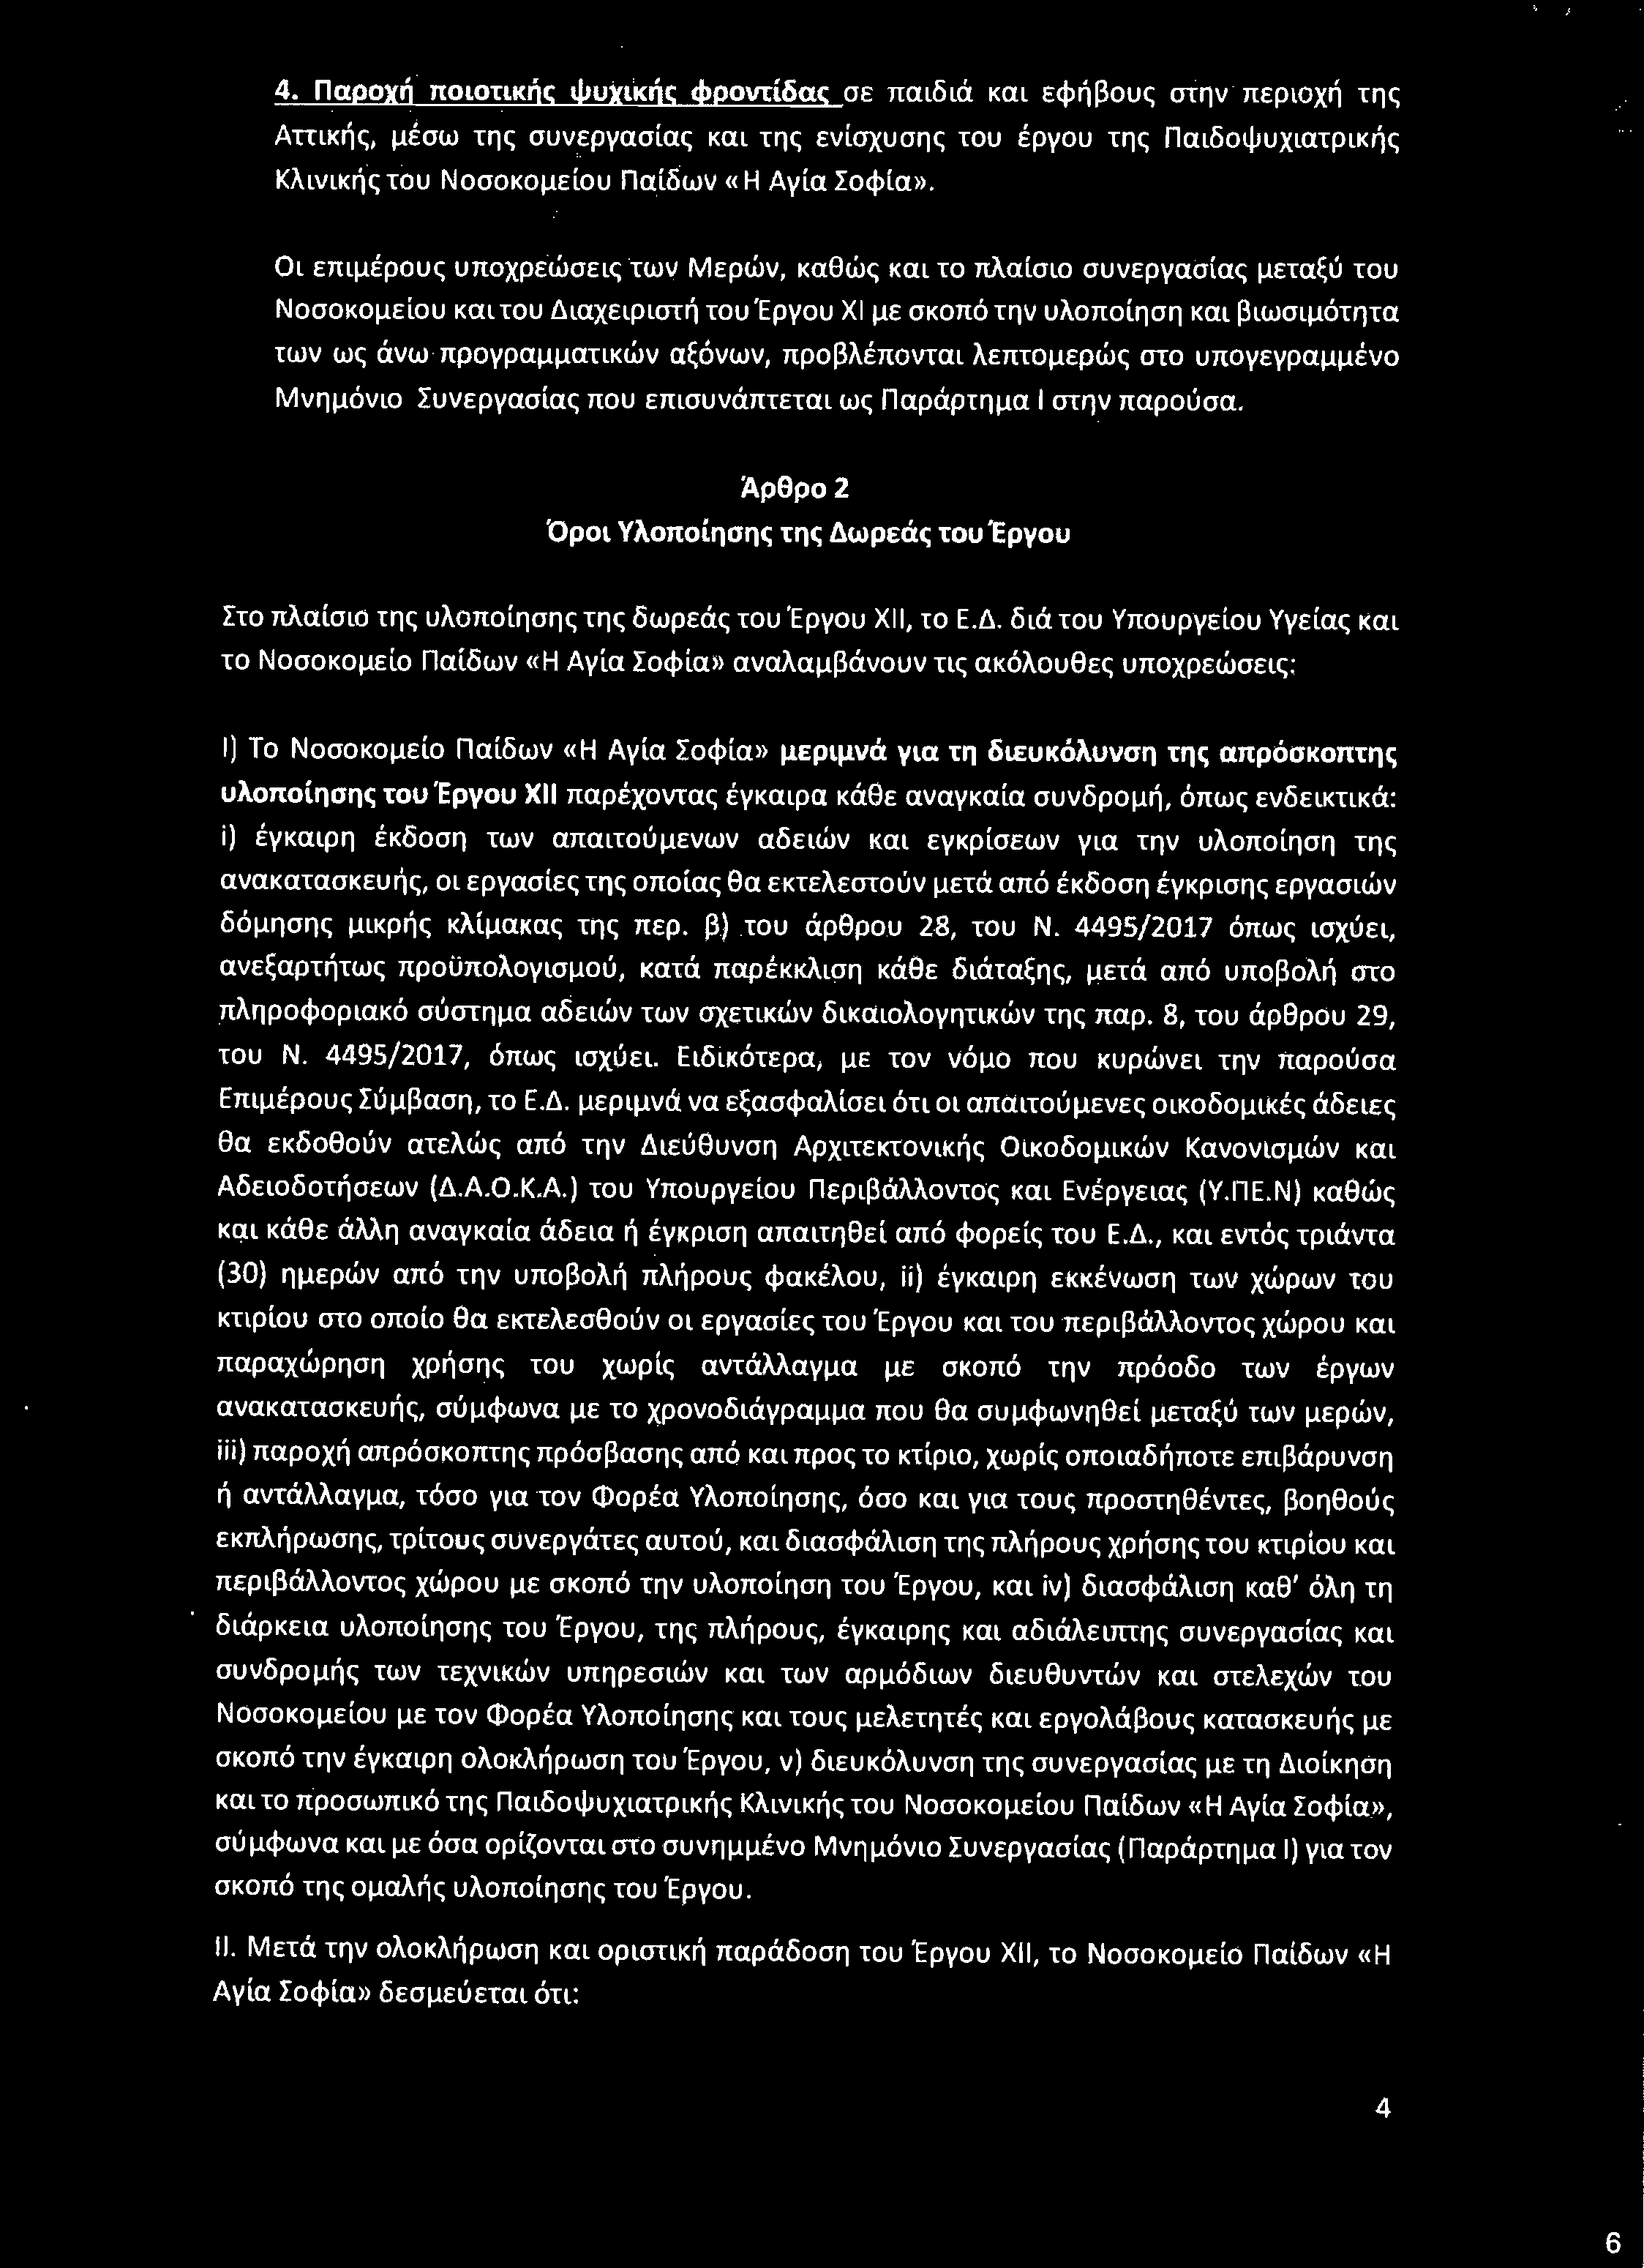 4. Παροχή ποιοτικής ψυχικής φροντίδας σε παιδιά και εφήβους στην περιοχή της
Αττικής, μέσω της συνεργασίας και της ενίσχυσης του έργου της Παιδοψυχιατρικής
Κλινικής του Νοσοκομείου Παίδων «Η Αγία Σοφία».
Οι επιμέρους υποχρεώσεις των Μερών, καθώς και το πλαίσιο συνεργασίας μεταξύ του
Νοσοκομείου και του Διαχειριστή του Έργου XI με σκοπό την υλοποίηση και βιωσιμότητα
των ως άνω προγραμματικών αξόνων, προβλέπονται λεπτομερώς στο υπογεγραμμένο
Μνημόνιο Συνεργασίας που επισυνάπτεται ως Παράρτημα I στην παρούσα.
Άρθρο 2
Όροι Υλοποίησης της Δωρεάς του Έργου
Στο πλαίσιο της υλοποίησης της δωρεάς του Έργου XII, το Ε.Δ. διά του Υπουργείου Υγείας και
το Νοσοκομείο Παίδων «Η Αγία Σοφία» αναλαμβάνουν τις ακόλουθες υποχρεώσεις:
I) Το Νοσοκομείο Παίδων «Η Αγία Σοφία» μεριμνά για τη διευκόλυνση της απρόσκοπτης
υλοποίησης του Έργου XII παρέχοντας έγκαιρα κάθε αναγκαία συνδρομή, όπως ενδεικτικά:
i) έγκαιρη έκδοση των απαιτούμενων αδειών και εγκρίσεων για την υλοποίηση της
ανακατασκευής, οι εργασίες της οποίας θα εκτελεστούν μετά από έκδοση έγκρισης εργασιών
δόμησης μικρής κλίμακας της περ. β) του άρθρου 28, του Ν. 4495/2017 όπως ισχύει,
ανεξαρτήτως προϋπολογισμού, κατά παρέκκλιση κάθε διάταξης, μετά από υποβολή στο
πληροφοριακό σύστημα αδειών των σχετικών δικαιολογητικών της παρ. 8, του άρθρου 29,
του Ν. 4495/2017, όπως ισχύει. Ειδικότερα, με τον νόμο που κυρώνει την παρούσα
Επιμέρους Σύμβαση, το Ε.Δ. μεριμνά να εξασφαλίσει ότι οι απαιτούμενες οικοδομικές άδειες
θα εκδοθούν ατελώς από την Διεύθυνση Αρχιτεκτονικής Οικοδομικών Κανονισμών και
Αδειοδοτήσεων (Δ.Α.Ο.Κ.Α.) του Υπουργείου Περιβάλλοντος και Ενέργειας (Υ.ΠΕ.Ν) καθώς
και κάθε άλλη αναγκαία άδεια ή έγκριση απαιτηθεί από φορείς του Ε.Δ., και εντός τριάντα
(30) ημερών από την υποβολή πλήρους φακέλου, ii) έγκαιρη εκκένωση των χώρων του
κτιρίου στο οποίο θα εκτελεσθούν οι εργασίες του Έργου και του περιβάλλοντος χώρου και
παραχώρηση χρήσης του χωρίς αντάλλαγμα με σκοπό την πρόοδο των έργων
ανακατασκευής, σύμφωνα με το χρονοδιάγραμμα που θα συμφωνηθεί μεταξύ των μερών,
iii) παροχή απρόσκοπτης πρόσβασης από και προς το κτίριο, χωρίς οποιαδήποτε επιβάρυνση
ή αντάλλαγμα, τόσο για τον Φορέα Υλοποίησης, όσο και για τους προστηθέντες, βοηθούς
εκπλήρωσης, τρίτους συνεργάτες αυτού, και διασφάλιση της πλήρους χρήσης του κτιρίου και
περιβάλλοντος χώρου με σκοπό την υλοποίηση του Έργου, και iv) διασφάλιση καθ' όλη τη
διάρκεια υλοποίησης του Έργου, της πλήρους, έγκαιρης και αδιάλειπτης συνεργασίας και
συνδρομής των τεχνικών υπηρεσιών και των αρμόδιων διευθυντών και στελεχών του
Νοσοκομείου με τον Φορέα Υλοποίησης και τους μελετητές και εργολάβους κατασκευής με
σκοπό την έγκαιρη ολοκλήρωση του Έργου, v) διευκόλυνση της συνεργασίας με τη Διοίκηση
και το προσωπικό της Παιδοψυχιατρικής Κλινικής του Νοσοκομείου Παίδων «Η Αγία Σοφία»,
σύμφωνα και με όσα ορίζονται στο συνημμένο Μνημόνιο Συνεργασίας (Παράρτημα I) για τον
σκοπό της ομαλής υλοποίησης του Έργου.
II. Μετά την ολοκλήρωση και οριστική παράδοση του Έργου XII, το Νοσοκομείο Παίδων «Η
Αγία Σοφία» δεσμεύεται ότι:
4
6